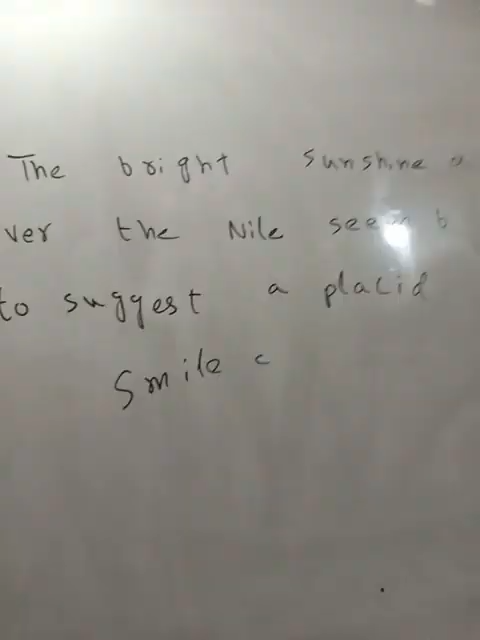 The bright sunshine o
ver the Nile seem b
to suggest a placid
Smile c